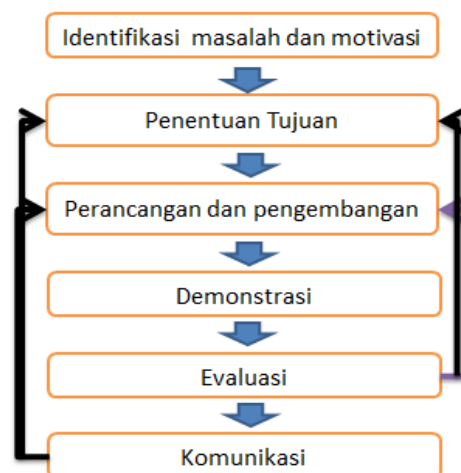 Identifikasi masalah dan motivasi
Penentuan Tujuan
Perancangan dan pengembangan
Demonstrasi
Evaluasi
Komunikasi